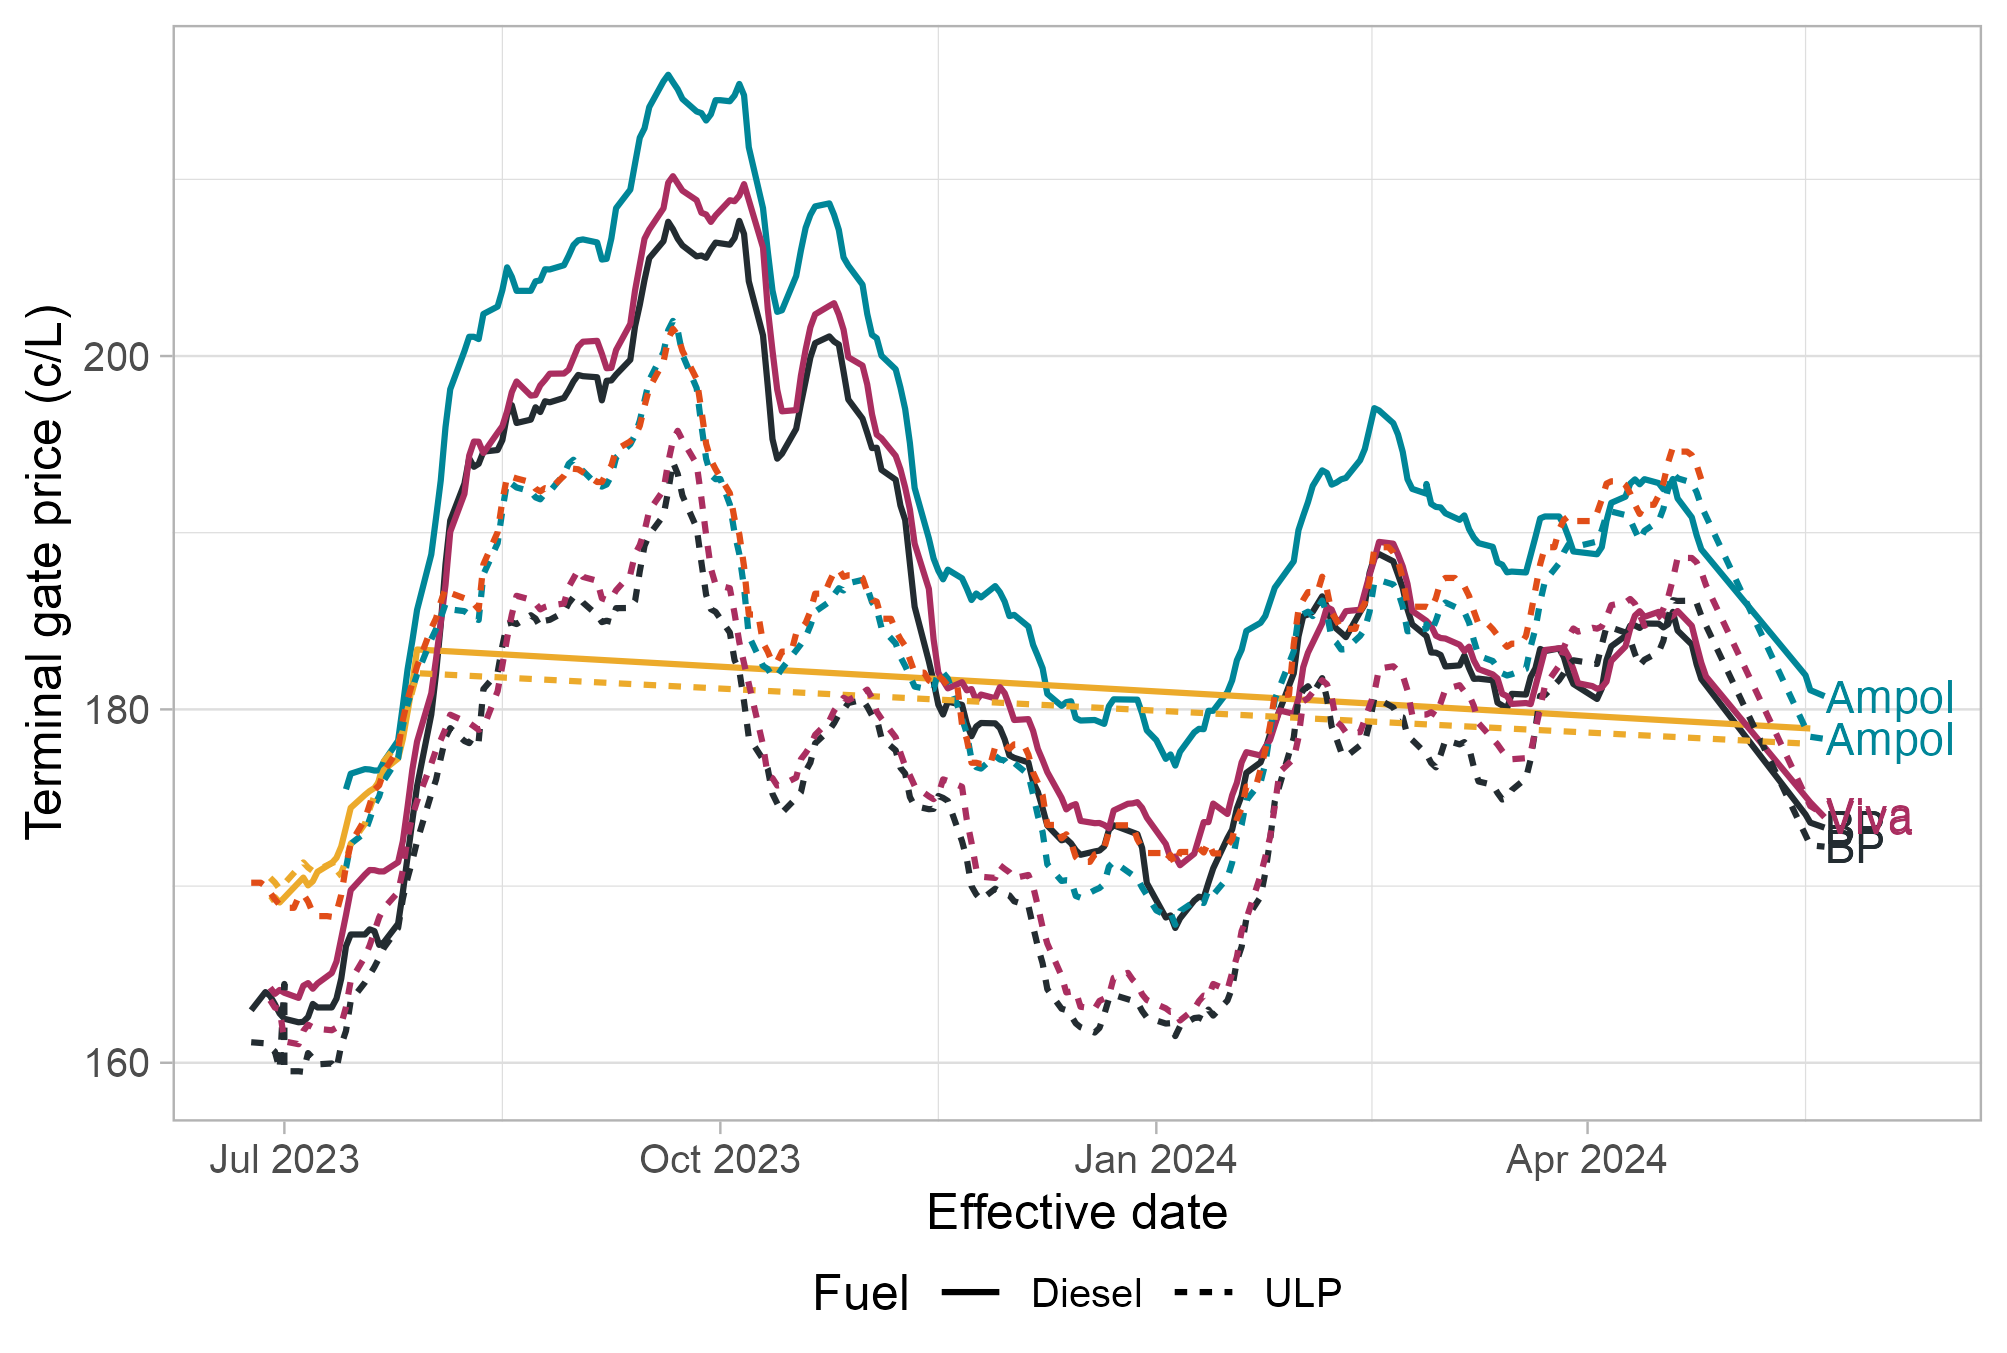 Terminal gate price (c/L)
200
180
160
Ampol
Ampol
Viva
BP
Viva
BP
Jul 2023
Oct 2023
Jan 2024
Apr 2024
Effective date
Fuel
Diesel
ULP